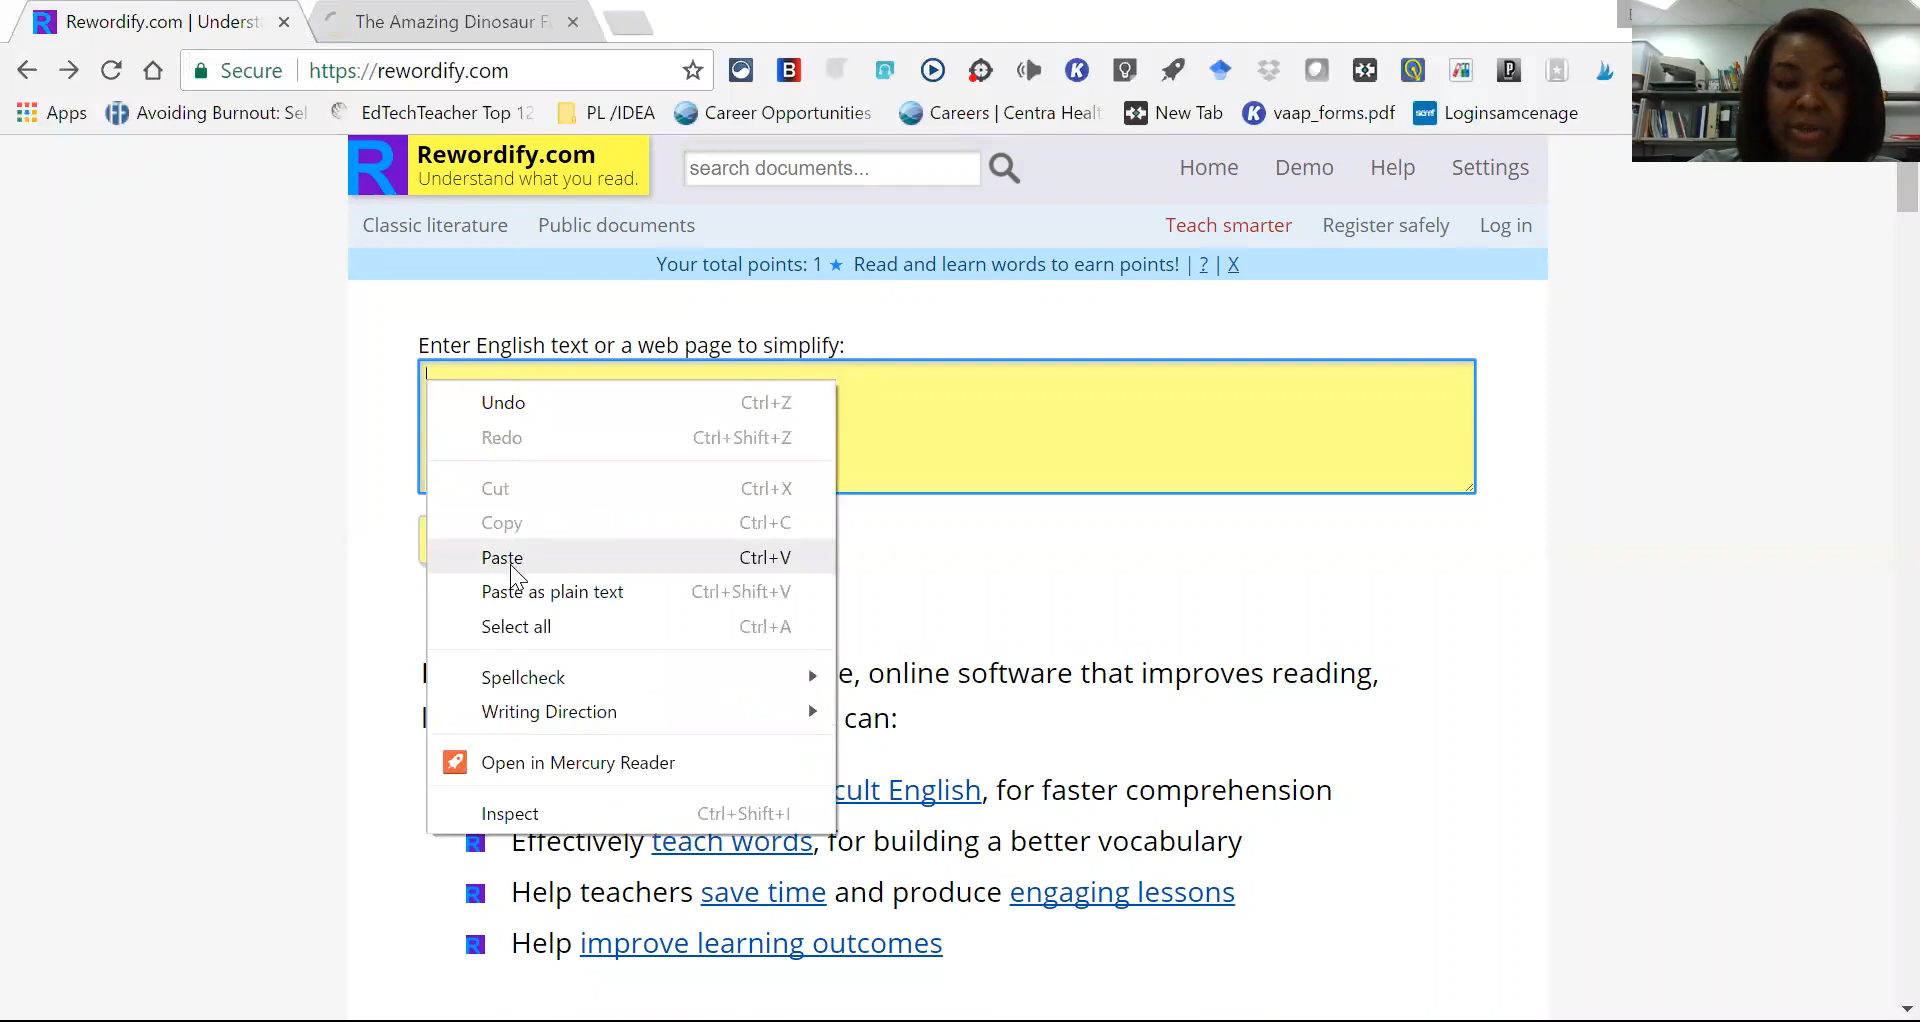 Rewordify.com | Underst
The Amazing Dinosaur F
Secure
https://rewordify.com
Apps
Avoiding Burnout: Sel
EdTechTeacher Top 12
PL /IDEA
Career Opportunities
Careers | Centra Healt
New Tab
vaap_forms.pdf
Loginsamcenage
Rewordify.com
Understand what you read.
search documents...
Home
Demo
Help
Settings
Classic literature
Public documents
Teach smarter
Register safely
Log in
Your total points: 1 ★ Read and learn words to earn points! | ? | X
Enter English text or a web page to simplify:
Undo Ctrl+Z
Redo Ctrl+Shift+Z
Cut Ctrl+X
Copy Ctrl+C
Paste Ctrl+V
Paste as plain text Ctrl+Shift+V
Select all Ctrl+A
Spellcheck
Writing Direction
Open in Mercury Reader
Inspect Ctrl+Shift+I
e, online software that improves reading,
can:
cult English, for faster comprehension
Effectively teach words, for building a better vocabulary
Help teachers save time and produce engaging lessons
Help improve learning outcomes